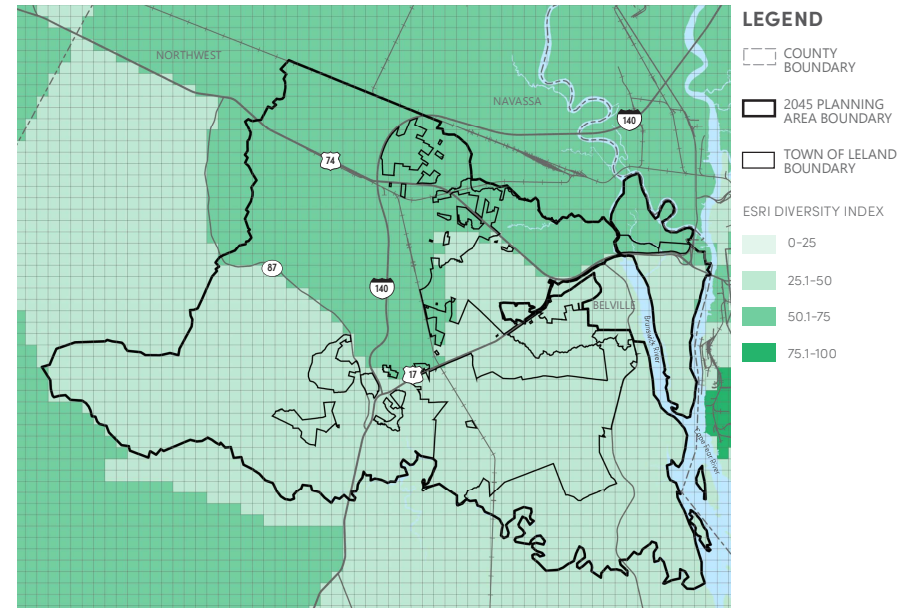 LEGEND
COUNTY
BOUNDARY
2045 PLANNING
AREA BOUNDARY
TOWN OF LELAND
BOUNDARY
ESRI DIVERSITY INDEX
0-25
25.1-50
50.1-75
75.1-100
NORTHWEST
NAVASSA
140
74
87
140
BELVILLE
Brunswick River
17
Cape Fear River